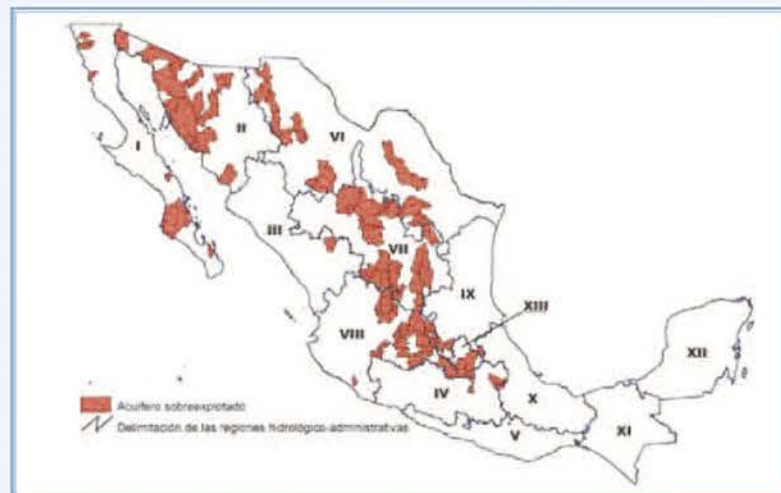 I
II
VI
III
VII
IX
XIII
VIII
XII
IV
X
V
XI
Acuífero sobreexplotado
Delimitación de las regiones hidrológico-administrativas